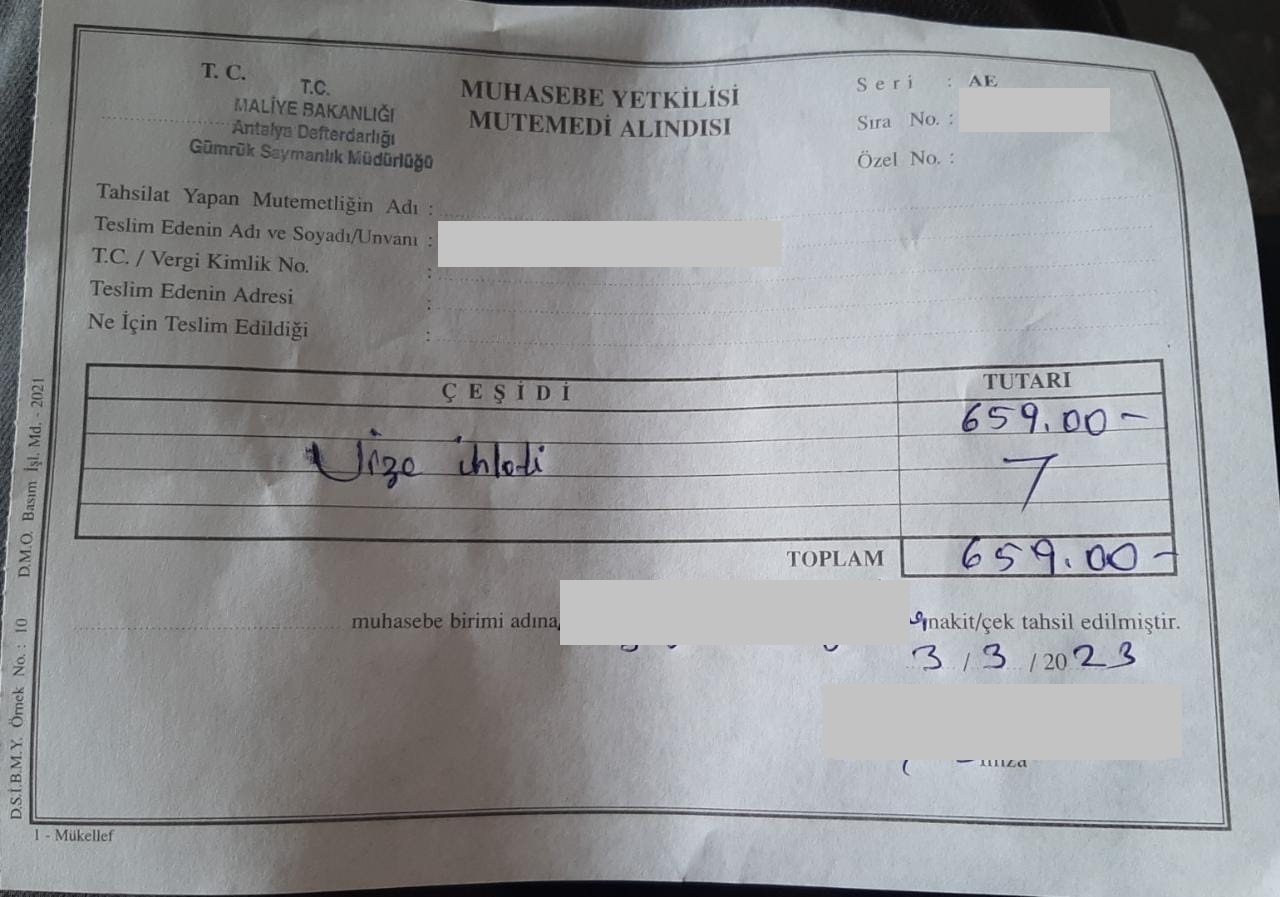 T. C.
T.C.
MALİYE BAKANLIĞI
Antalya Defterdarlığı
Gümrük Saymanlık Müdürlüğü
MUHASEBE YETKİLİSİ
MUTEMEDİ ALINDISI
Seri : AE
Sıra No. :
Özel No. :
Tahsilat Yapan Mutemetliğin Adı :
Teslim Edenin Adı ve Soyadı/Unvanı :
T.C. / Vergi Kimlik No. :
Teslim Edenin Adresi :
Ne İçin Teslim Edildiği :
ÇEŞİDİ TUTARI
659.00-
Vize ihlali
TOPLAM 659.00-
muhasebe birimi adına, nakit/çek tahsil edilmiştir.
3 / 3 / 2023
1 - Mükellef
D.S.İ.B.M.Y. Örnek No. : 10 D.M.O. Basım İşl. Md. - 2021